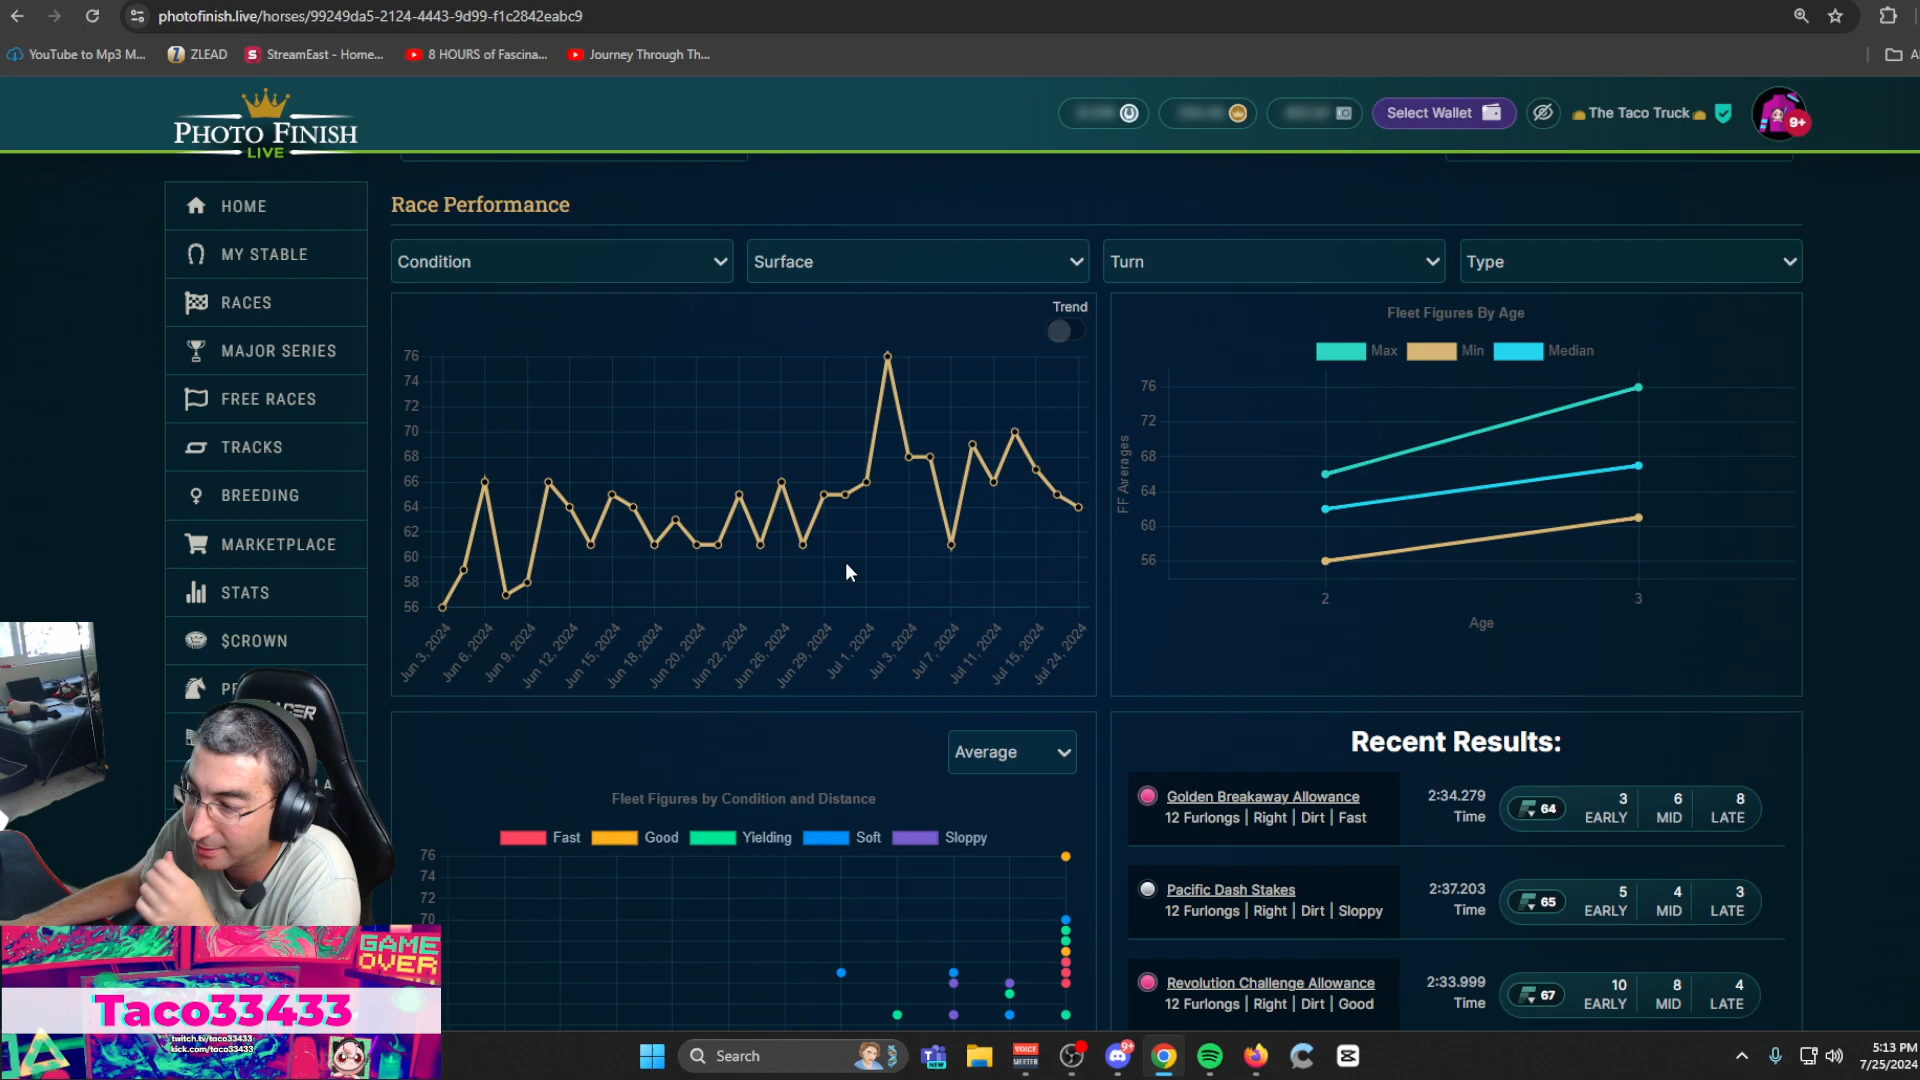 photofinish.live/horses/99249da5-2124-4443-9d99-f1c2842eabc9
YouTube to Mp3 M...
ZLEAD
StreamEast - Home...
8 HOURS of Fascina...
Journey Through Th...
PHOTO FINISH
LIVE
Select Wallet
The Taco Truck
9+
HOME
MY STABLE
RACES
MAJOR SERIES
FREE RACES
TRACKS
BREEDING
MARKETPLACE
STATS
$CROWN
Race Performance
Condition
Surface
Turn
Type
Trend
76
74
72
70
68
66
64
62
60
58
56
Jun 3, 2024
Jun 6, 2024
Jun 9, 2024
Jun 12, 2024
Jun 15, 2024
Jun 18, 2024
Jun 20, 2024
Jun 22, 2024
Jun 26, 2024
Jun 29, 2024
Jul 1, 2024
Jul 3, 2024
Jul 7, 2024
Jul 11, 2024
Jul 15, 2024
Jul 24, 2024
Fleet Figures By Age
Max Min Median
FF Averages
76
72
68
64
60
56
2 3
Age
Average
Fleet Figures by Condition and Distance
Fast Good Yielding Soft Sloppy
76
74
72
70
Recent Results:
Golden Breakaway Allowance
12 Furlongs | Right | Dirt | Fast
2:34.279
Time
64
3 6 8
EARLY MID LATE
Pacific Dash Stakes
12 Furlongs | Right | Dirt | Sloppy
2:37.203
Time
65
5 4 3
EARLY MID LATE
Revolution Challenge Allowance
12 Furlongs | Right | Dirt | Good
2:33.999
Time
67
10 8 4
EARLY MID LATE
GAME
OVER
Taco33433
twitch.tv/taco33433
kick.com/taco33433
Search
NEW
VOICE
MEETER
9+
5:13 PM
7/25/2024